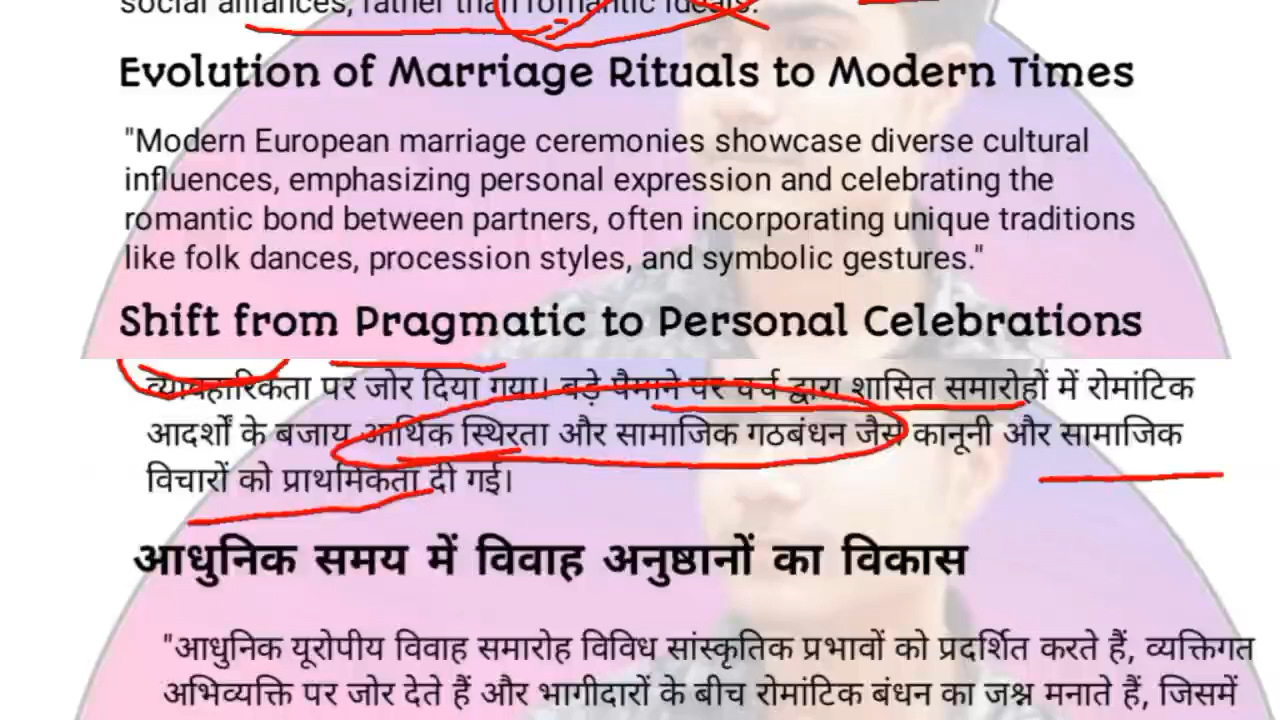 social alliances, rather than romantic ideals.
Evolution of Marriage Rituals to Modern Times
"Modern European marriage ceremonies showcase diverse cultural
influences, emphasizing personal expression and celebrating the
romantic bond between partners, often incorporating unique traditions
like folk dances, procession styles, and symbolic gestures."
Shift from Pragmatic to Personal Celebrations
व्यावहारिकता पर जोर दिया गया। बड़े पैमाने पर चर्च द्वारा शासित समारोहों में रोमांटिक
आदर्शों के बजाय आर्थिक स्थिरता और सामाजिक गठबंधन जैसे कानूनी और सामाजिक
विचारों को प्राथमिकता दी गई।
आधुनिक समय में विवाह अनुष्ठानों का विकास
"आधुनिक यूरोपीय विवाह समारोह विविध सांस्कृतिक प्रभावों को प्रदर्शित करते हैं, व्यक्तिगत
अभिव्यक्ति पर जोर देते हैं और भागीदारों के बीच रोमांटिक बंधन का जश्न मनाते हैं, जिसमें